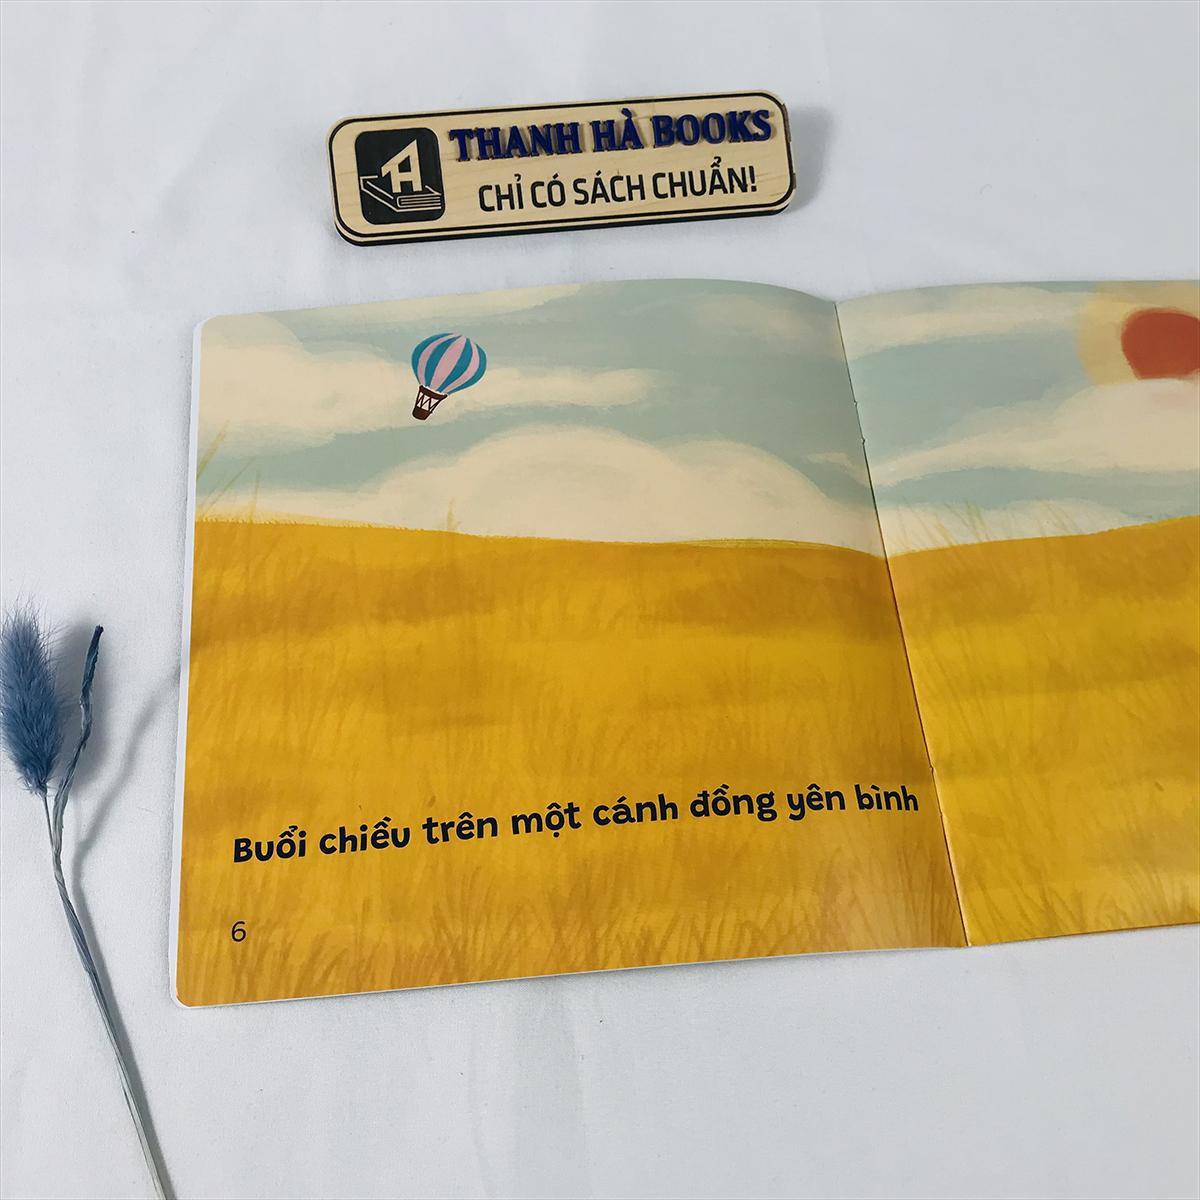 THANH HÀ BOOKS
CHỈ CÓ SÁCH CHUẨN!
Buổi chiều trên một cánh đồng yên bình
6